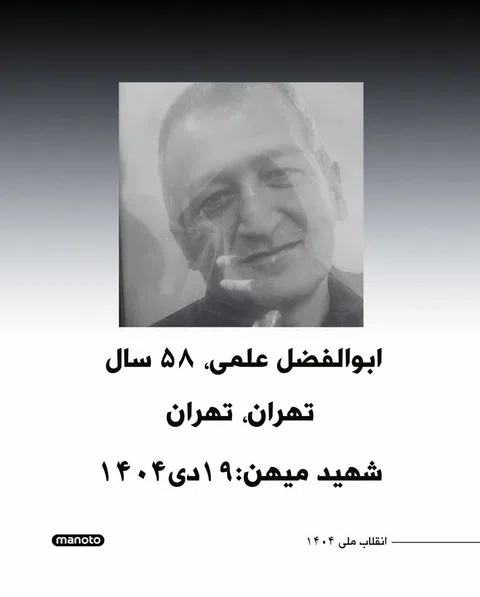 ابوالفضل علمی، ۵۸ سال
تهران، تهران
شهید میهن:۱۹دی۱۴۰۴
انقلاب ملی ۱۴۰۴
manoto